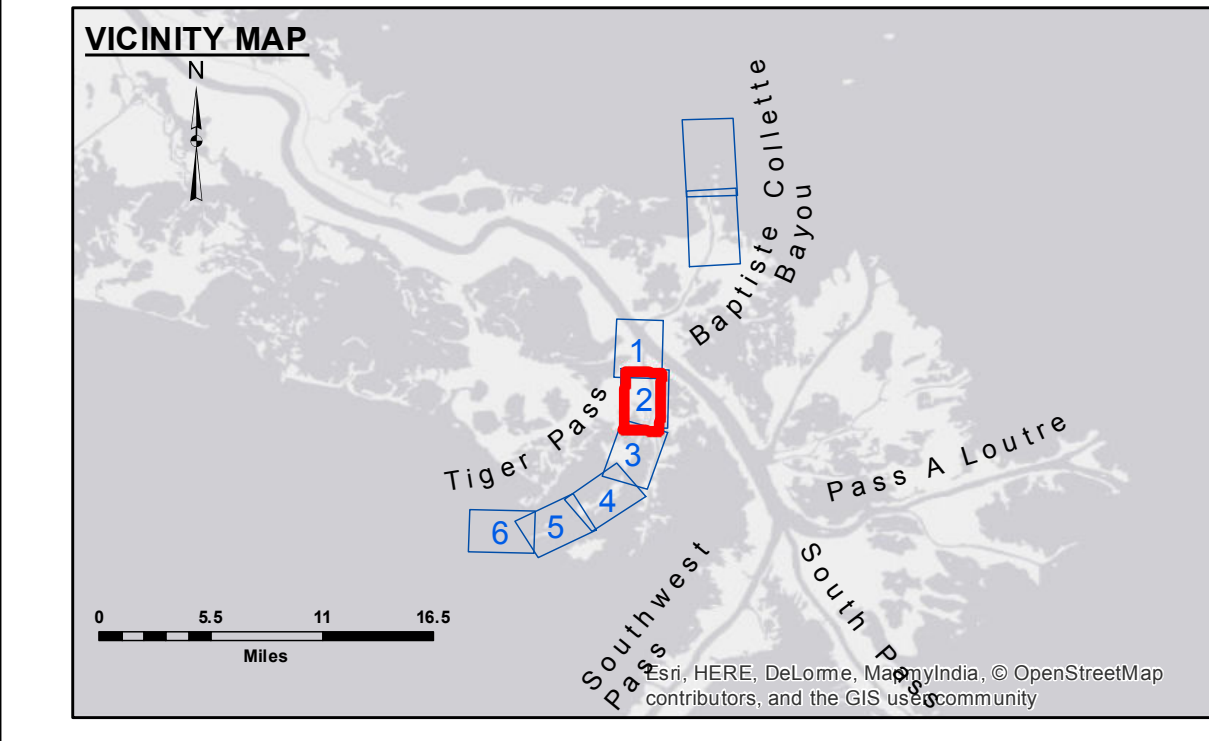 VICINITY MAP
N
Baptiste Collette
Bayou
1
2
Tiger Pass
3
Pass A Loutre
4
5
6
South Pass
Southwest
Pass
0 5.5 11 16.5
Miles
Esri, HERE, DeLorme, MapmyIndia, © OpenStreetMap
contributors, and the GIS user community